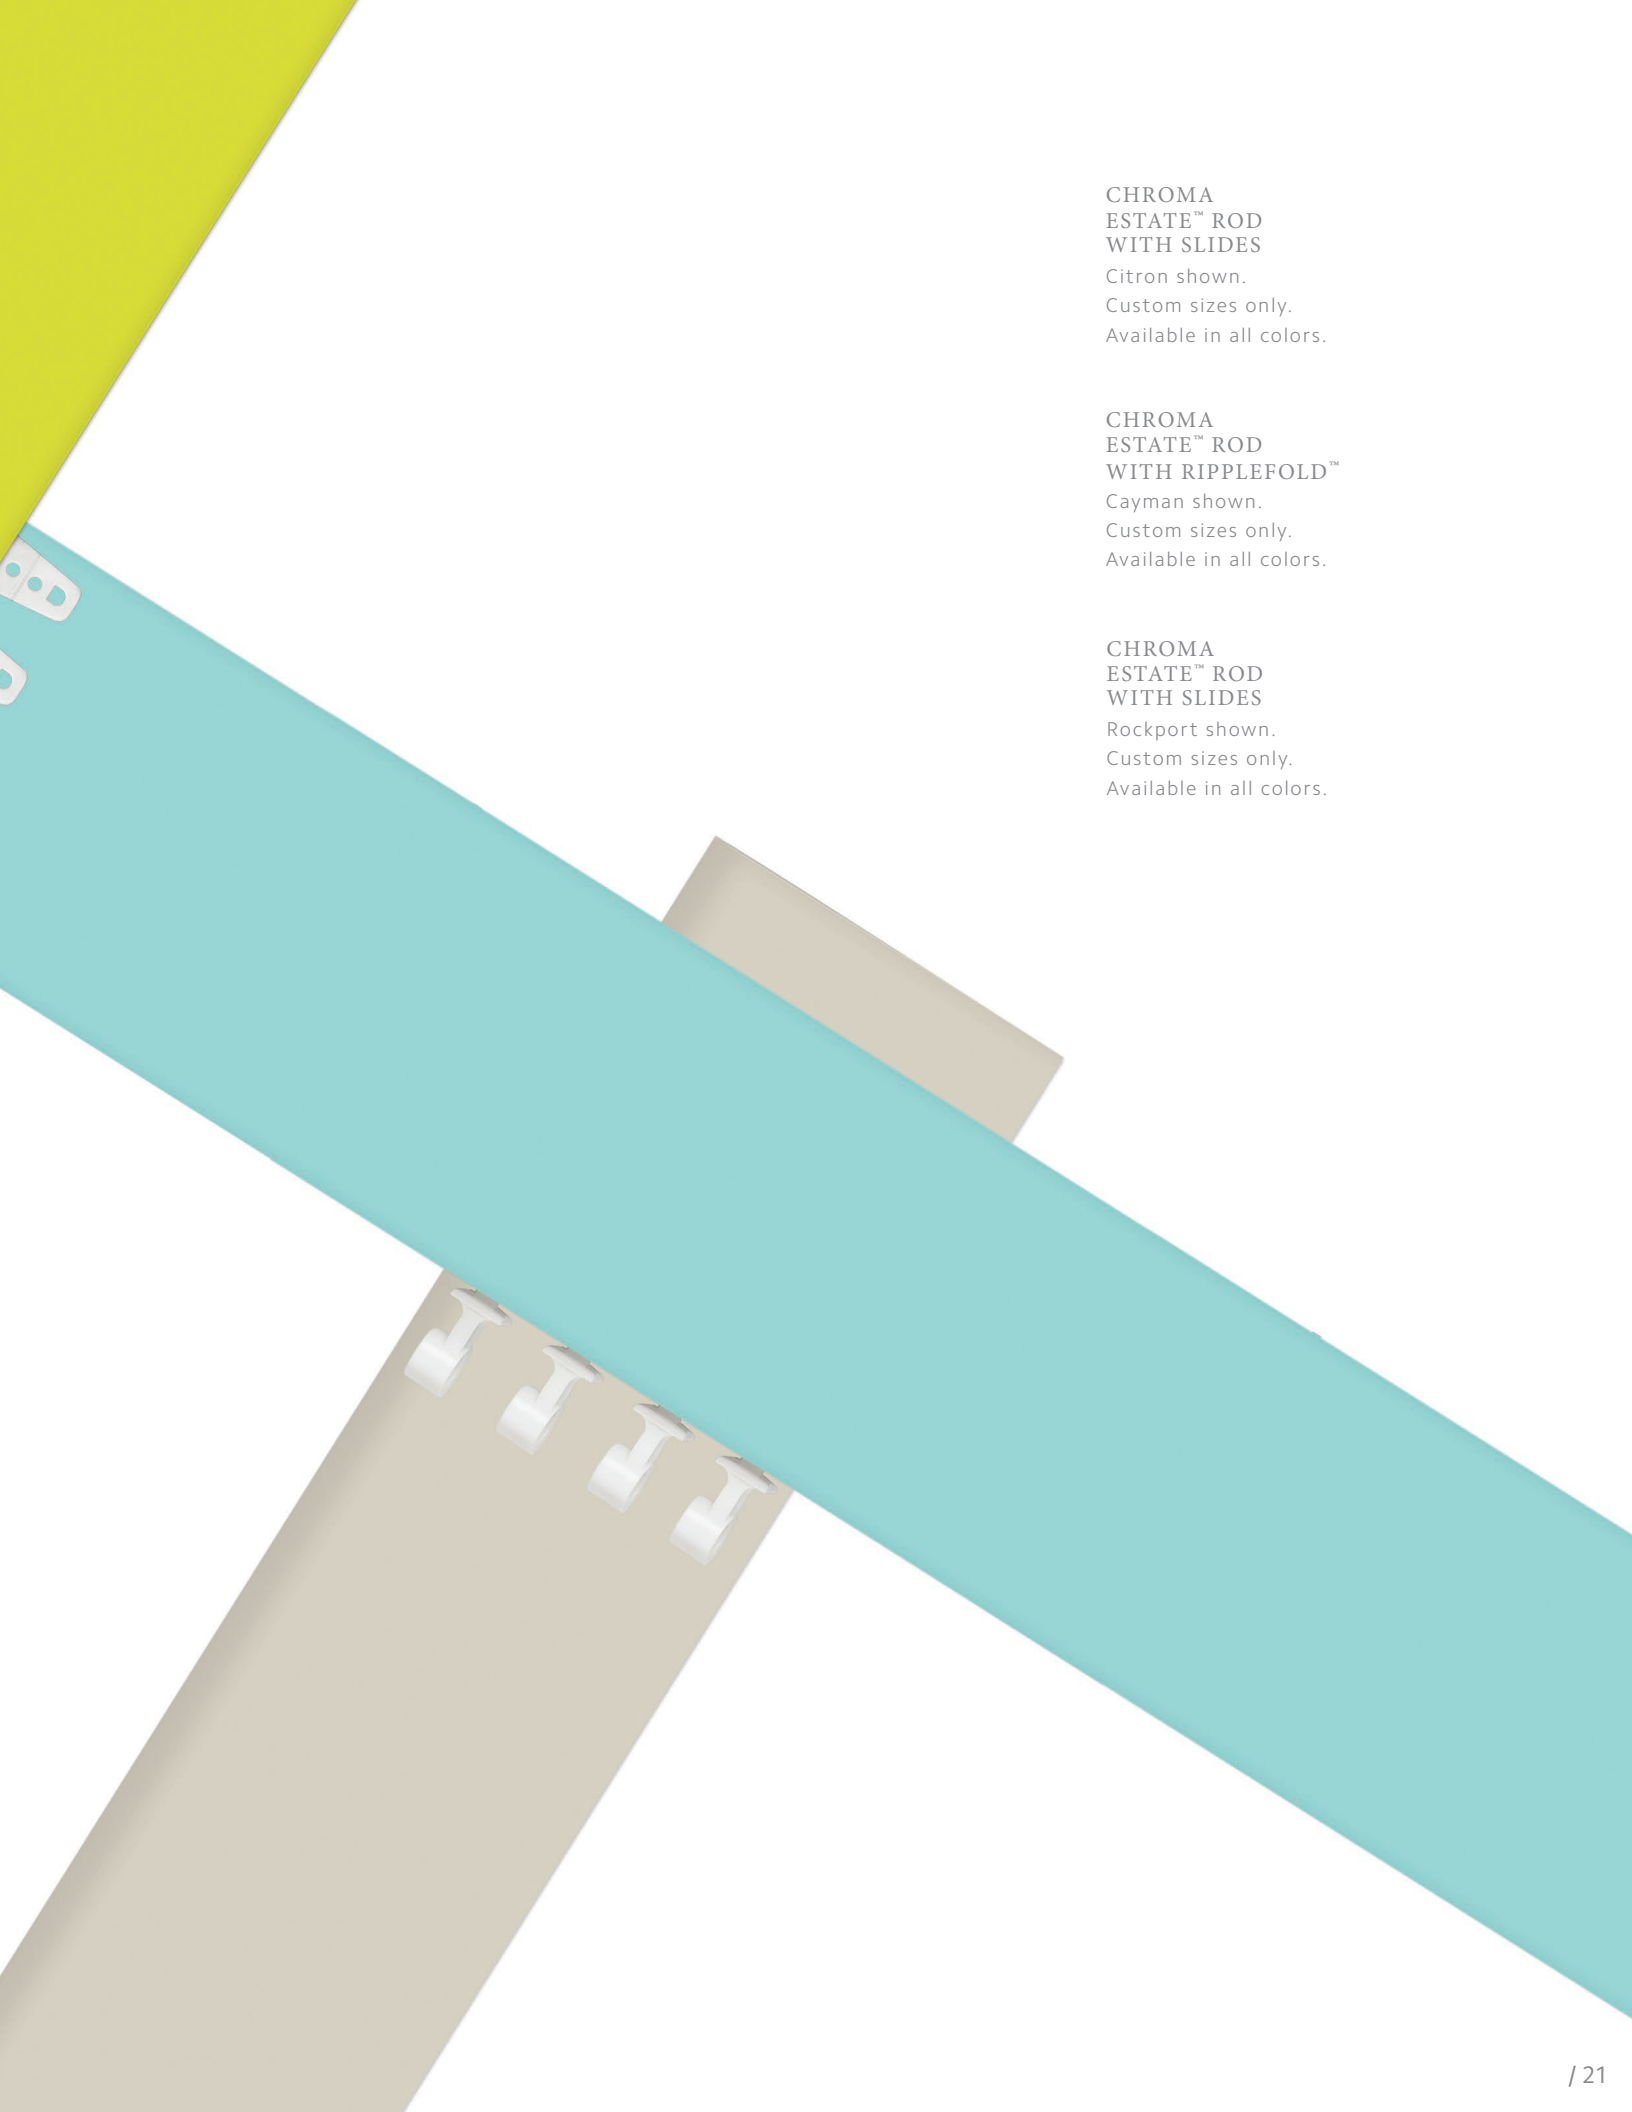 CHROMA
ESTATE™ ROD
WITH SLIDES
Citron shown.
Custom sizes only.
Available in all colors.
CHROMA
ESTATE™ ROD
WITH RIPPLEFOLD™
Cayman shown.
Custom sizes only.
Available in all colors.
CHROMA
ESTATE™ ROD
WITH SLIDES
Rockport shown.
Custom sizes only.
Available in all colors.
/ 21